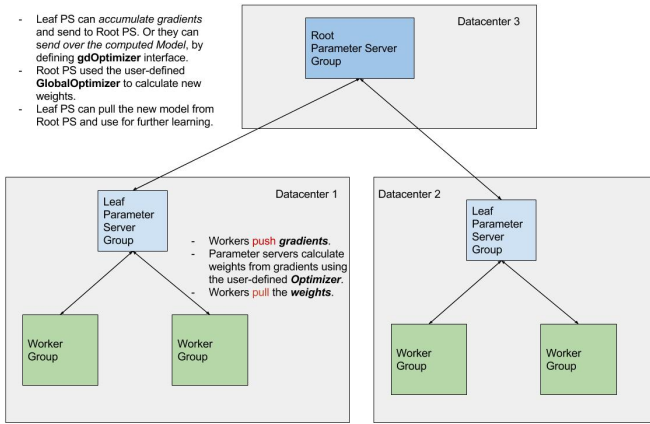 - Leaf PS can accumulate gradients
and send to Root PS. Or they can
send over the computed Model, by
defining gdOptimizer interface.
- Root PS used the user-defined
GlobalOptimizer to calculate new
weights.
- Leaf PS can pull the new model from
Root PS and use for further learning.
Datacenter 3
Root
Parameter Server
Group
Datacenter 1
Leaf
Parameter
Server
Group
- Workers push gradients.
- Parameter servers calculate
weights from gradients using
the user-defined Optimizer.
- Workers pull the weights.
Worker
Group
Worker
Group
Datacenter 2
Leaf
Parameter
Server
Group
Worker
Group
Worker
Group